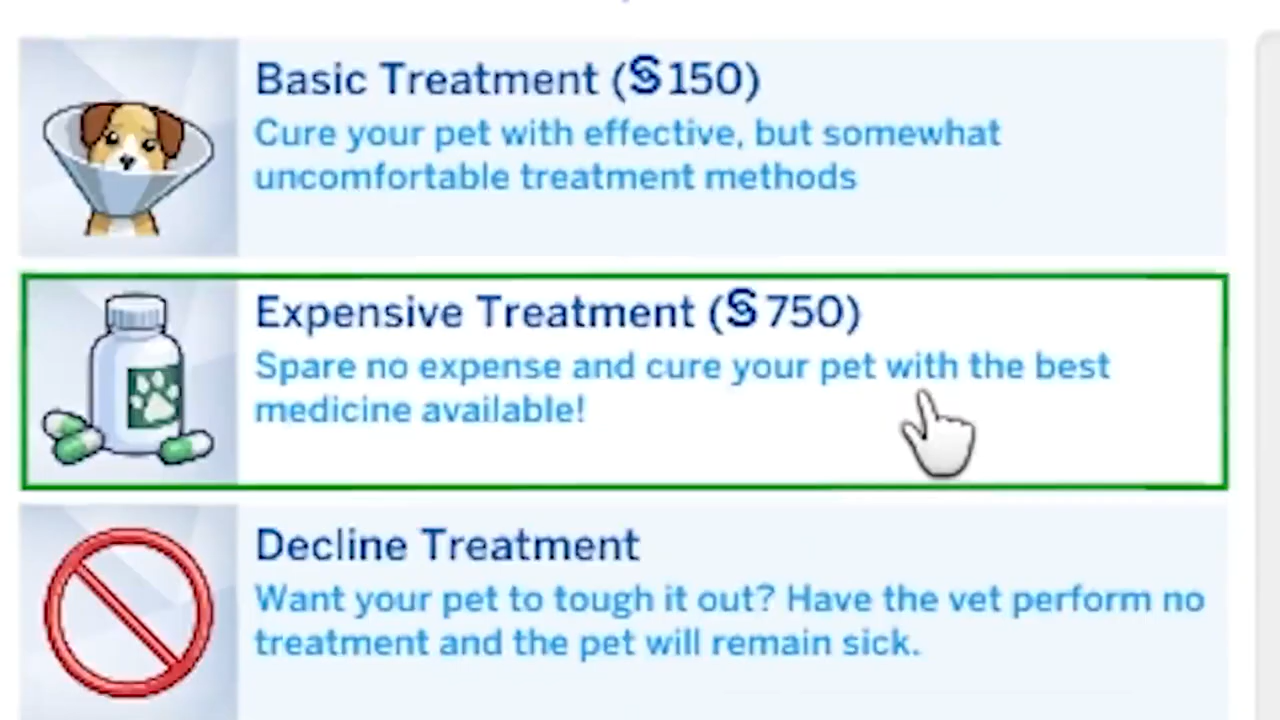 Basic Treatment (§150)
Cure your pet with effective, but somewhat
uncomfortable treatment methods
Expensive Treatment (§750)
Spare no expense and cure your pet with the best
medicine available!
Decline Treatment
Want your pet to tough it out? Have the vet perform no
treatment and the pet will remain sick.